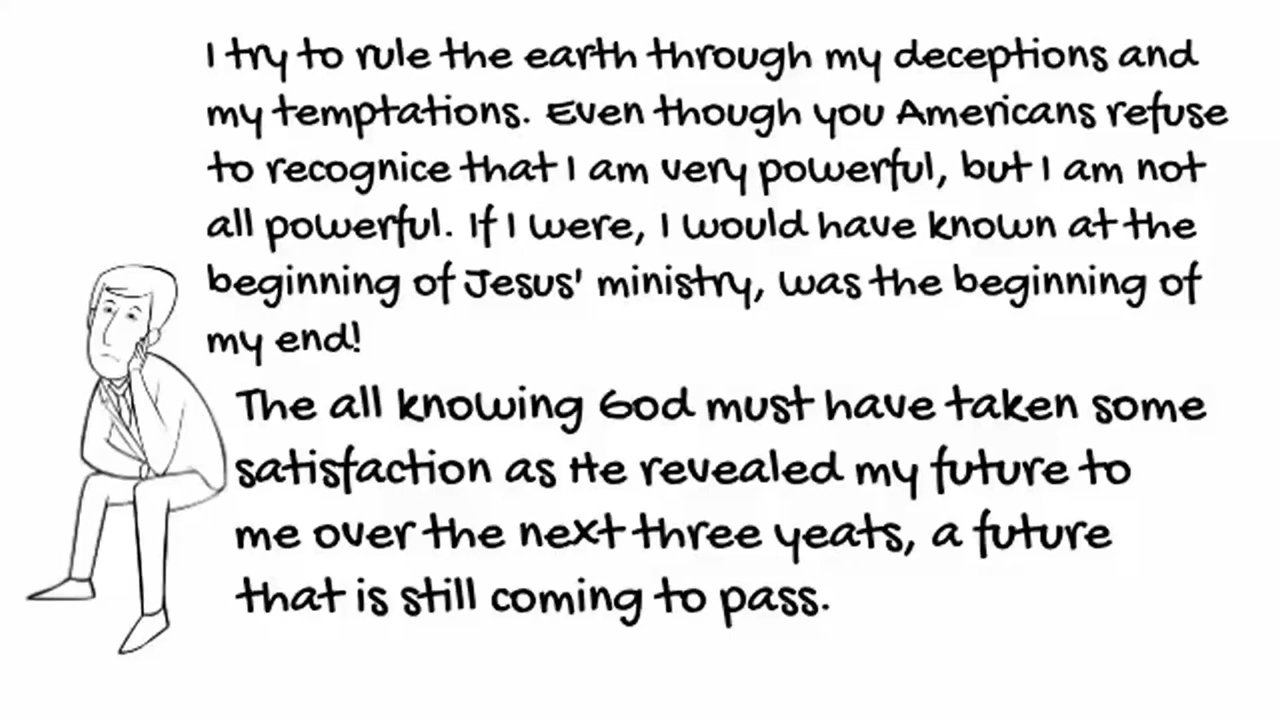 I try to rule the earth through my deceptions and
my temptations. Even though you Americans refuse
to recognice that I am very powerful, but I am not
all powerful. If I were, I would have known at the
beginning of Jesus' ministry, was the beginning of
my end!
The all knowing God must have taken some
satisfaction as He revealed my future to
me over the next three yeats, a future
that is still coming to pass.